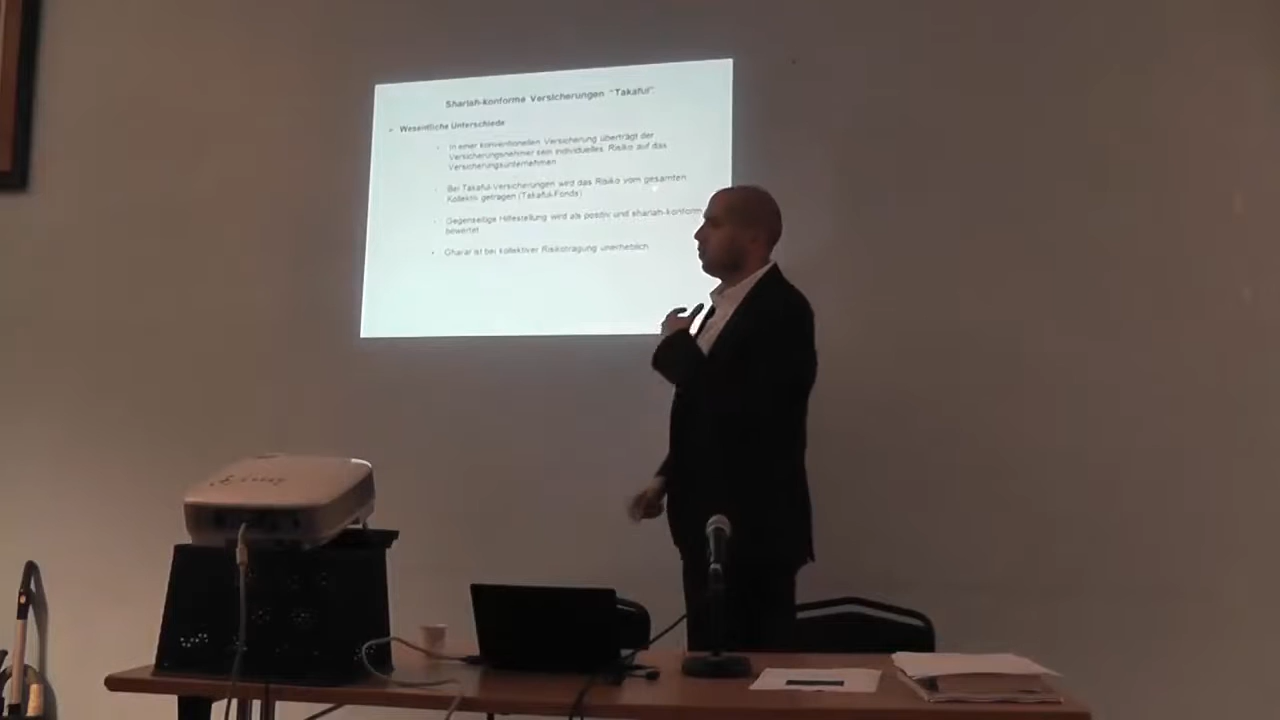 Shariah-konforme Versicherungen "Takaful"
Wesentliche Unterschiede
In einer konventionellen Versicherung überträgt der
Versicherungsnehmer sein individuelles Risiko auf das
Versicherungsunternehmen
Bei Takaful-Versicherungen wird das Risiko vom gesamten
Kollektiv getragen (Takaful-Fonds)
Gegenseitige Hilfestellung wird als positiv und shariah-konform
bewertet
Gharar ist bei kollektiver Risikotragung unerheblich